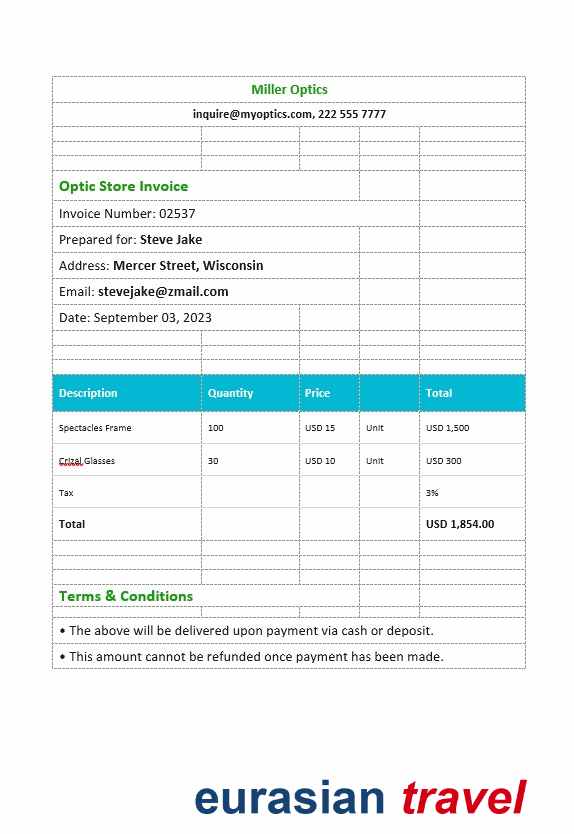 Miller Optics
inquire@myoptics.com, 222 555 7777
Optic Store Invoice
Invoice Number: 02537
Prepared for: Steve Jake
Address: Mercer Street, Wisconsin
Email: stevejake@zmail.com
Date: September 03, 2023
Description Quantity Price Total
Spectacles Frame 100 USD 15 Unit USD 1,500
Crizal Glasses 30 USD 10 Unit USD 300
Tax 3%
Total USD 1,854.00
Terms & Conditions
• The above will be delivered upon payment via cash or deposit.
• This amount cannot be refunded once payment has been made.
eurasian travel